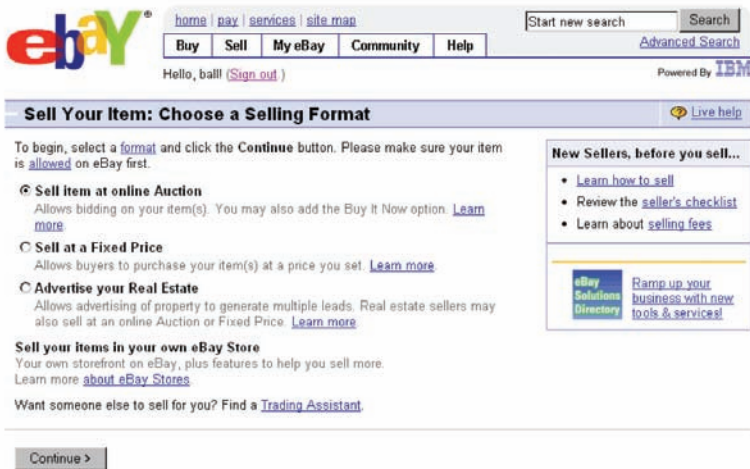 ebY®
home | pay | services | site map
Start new search
Search
Buy
Sell
My eBay
Community
Help
Advanced Search
Hello, ball! (Sign out.)
Powered By IBM
Sell Your Item: Choose a Selling Format
Live help
To begin, select a format and click the Continue button. Please make sure your item
is allowed on eBay first.
Sell item at online Auction
Allows bidding on your item(s). You may also add the Buy It Now option. Learn
more.
Sell at a Fixed Price
Allows buyers to purchase your item(s) at a price you set. Learn more.
Advertise your Real Estate
Allows advertising of property to generate multiple leads. Real estate sellers may
also sell at an online Auction or Fixed Price. Learn more.
Sell your items in your own eBay Store
Your own storefront on eBay, plus features to help you sell more.
Learn more about eBay Stores.
Want someone else to sell for you? Find a Trading Assistant.
Continue >
New Sellers, before you sell...
• Learn how to sell
• Review the seller's checklist
• Learn about selling fees
eBay
Solutions
Directory
Ramp up your
business with new
tools & services!